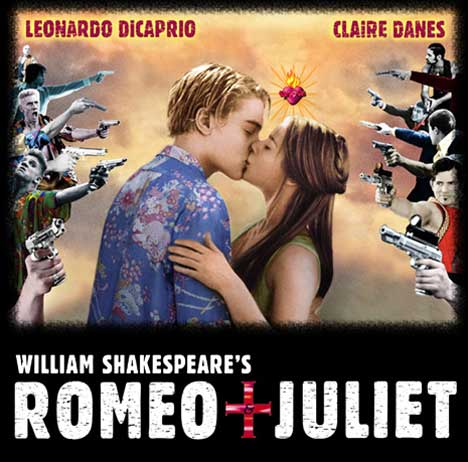 LEONARDO DiCAPRIO CLAIRE DANES
WILLIAM SHAKESPEARE'S
ROMEO + JULIET